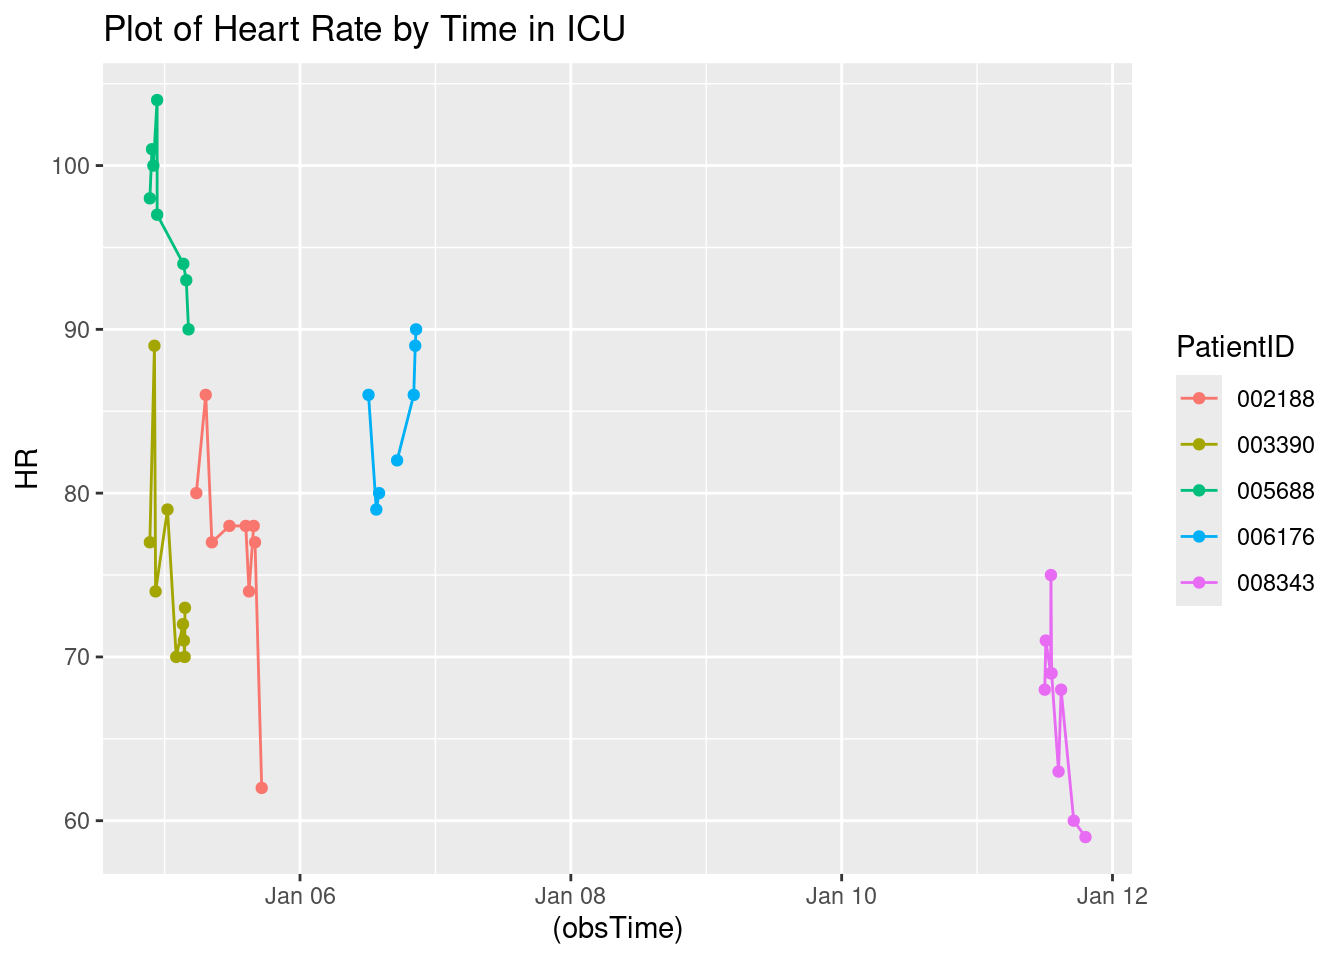 Plot of Heart Rate by Time in ICU
HR
100
90
80
70
60
Jan 06
Jan 08
Jan 10
Jan 12
(obsTime)
PatientID
002188
003390
005688
006176
008343